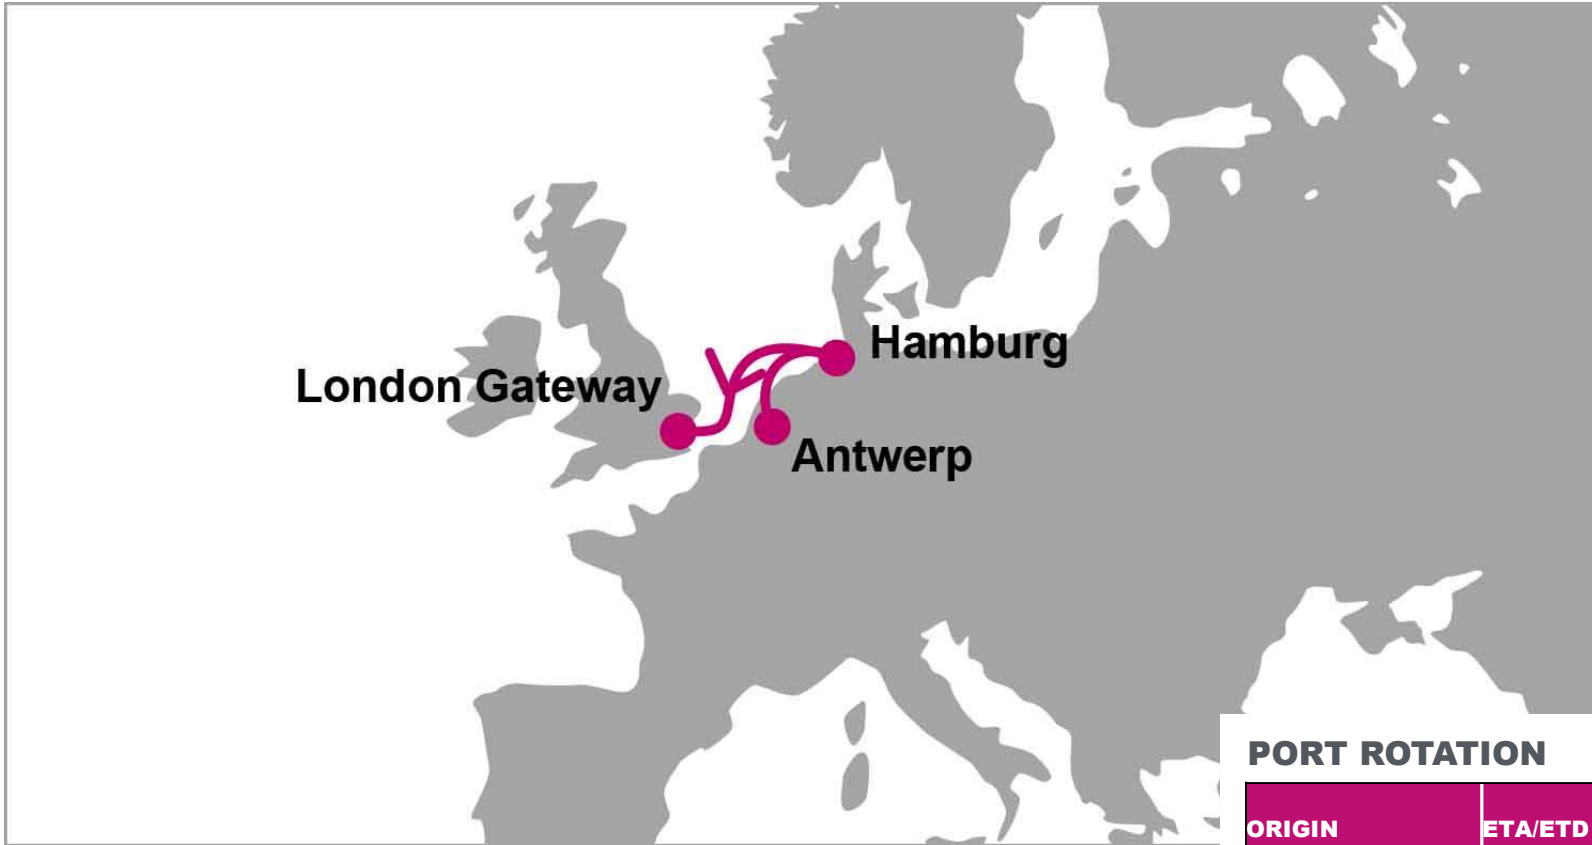 Hamburg
London Gateway
Antwerp
PORT ROTATION
ORIGIN ETA/ETD